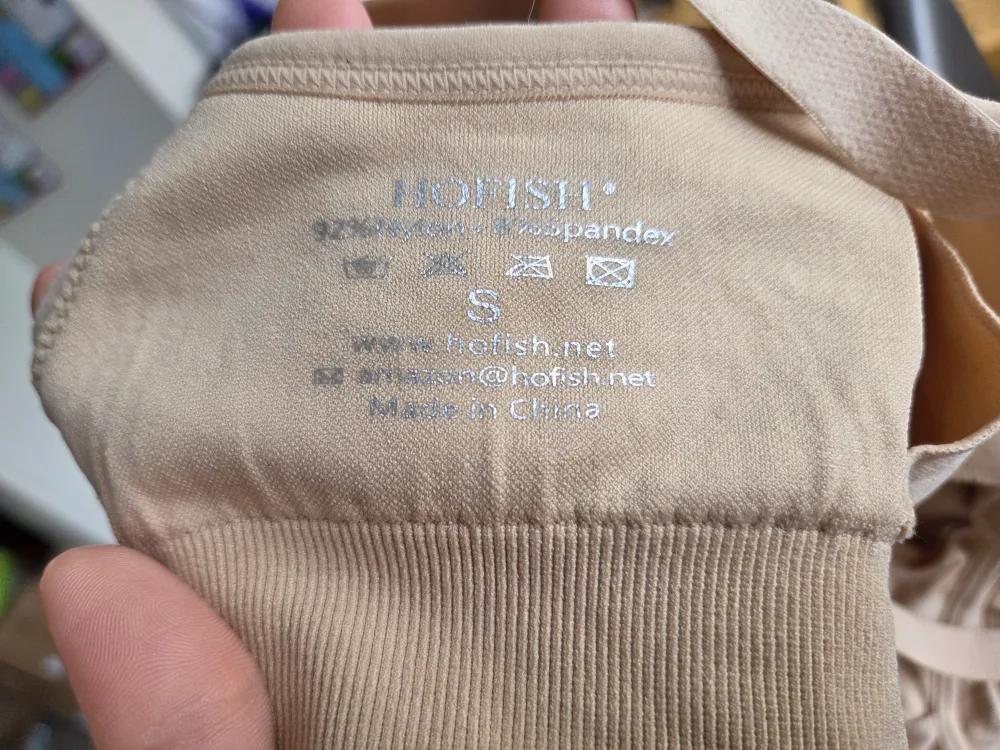 HOFISH®
92%Nylon + 8%Spandex
S
www.hofish.net
amazon@hofish.net
Made in China